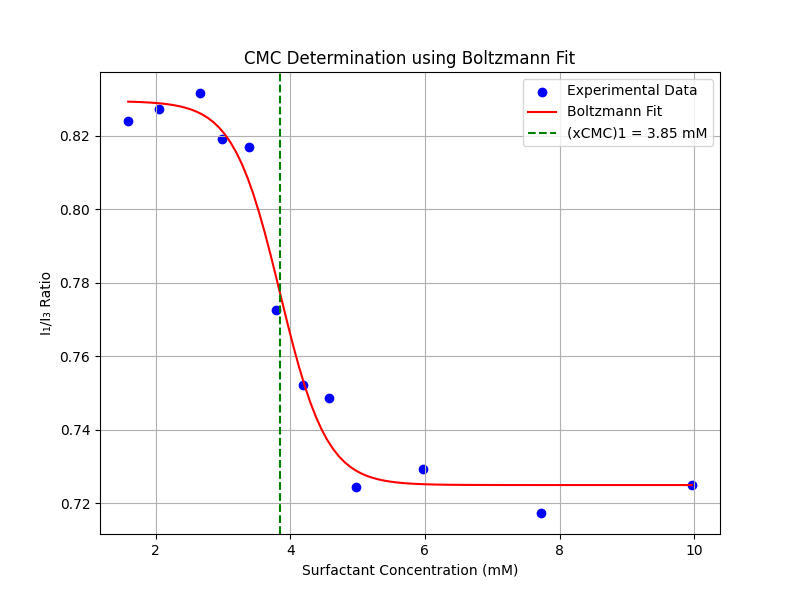 CMC Determination using Boltzmann Fit
Experimental Data
Boltzmann Fit
(xCMC)1 = 3.85 mM
I₁/I₃ Ratio
0.82
0.80
0.78
0.76
0.74
0.72
2 4 6 8 10
Surfactant Concentration (mM)